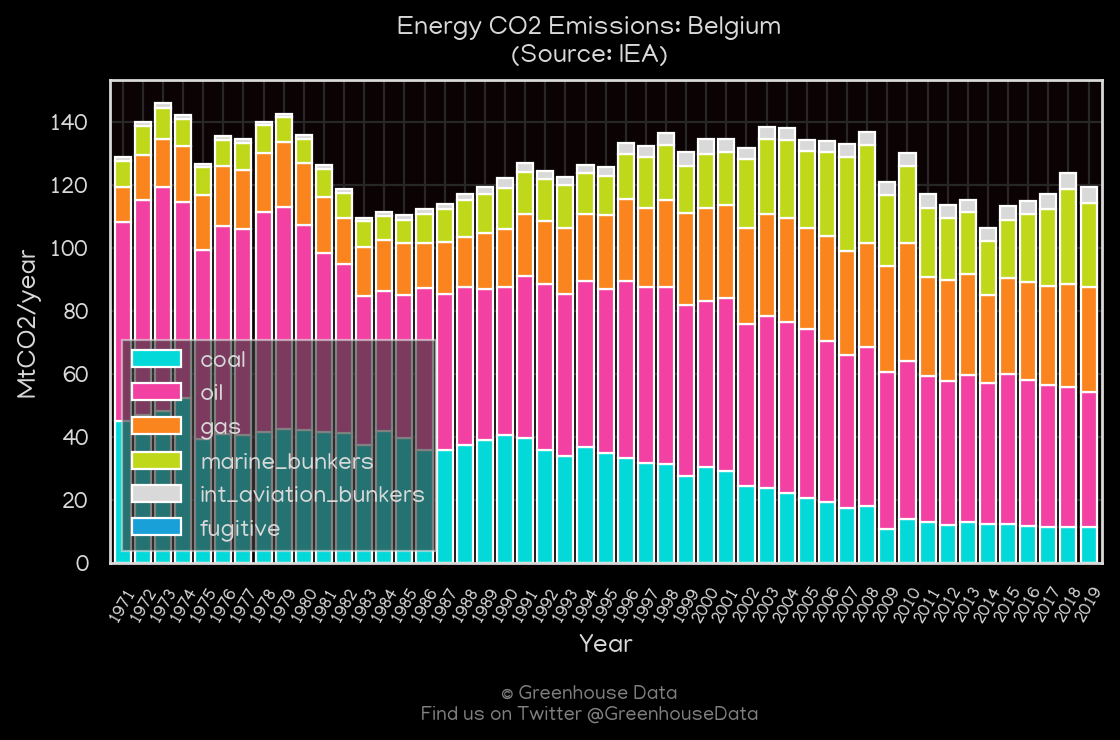 Energy CO2 Emissions: Belgium
(Source: IEA)
MtCO2/year
140
120
100
80
60
40
20
0
coal
oil
gas
marine_bunkers
int_aviation_bunkers
fugitive
1971 1972 1973 1974 1975 1976 1977 1978 1979 1980 1981 1982 1983 1984 1985 1986 1987 1988 1989 1990 1991 1992 1993 1994 1995 1996 1997 1998 1999 2000 2001 2002 2003 2004 2005 2006 2007 2008 2009 2010 2011 2012 2013 2014 2015 2016 2017 2018 2019
Year
© Greenhouse Data
Find us on Twitter @GreenhouseData